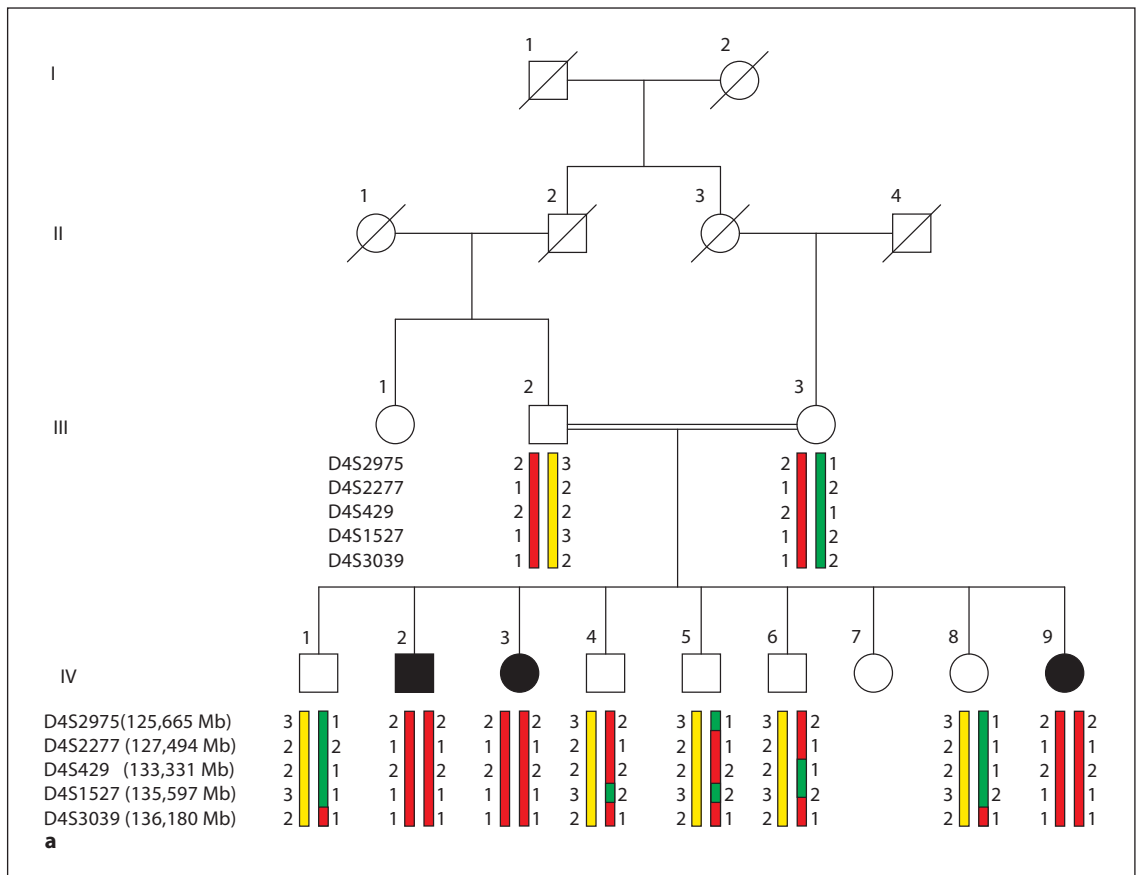 1 2
I
1 2 3 4
II
1 2 3
III
D4S2975 2 3 2 1
D4S2277 1 2 1 2
D4S429 2 2 2 1
D4S1527 1 3 1 2
D4S3039 1 2 1 2
1 2 3 4 5 6 7 8 9
IV
D4S2975(125,665 Mb) 3 1 2 2 2 2 3 2 3 1 3 2 3 1 2 2
D4S2277 (127,494 Mb) 2 2 1 1 1 1 2 1 2 1 2 1 2 1 1 1
D4S429 (133,331 Mb) 2 1 2 2 2 2 2 2 2 2 2 1 2 1 2 2
D4S1527 (135,597 Mb) 3 1 1 1 1 1 3 2 3 2 3 2 3 2 1 1
D4S3039 (136,180 Mb) 2 1 1 1 1 1 2 1 2 1 2 1 2 1 1 1
a